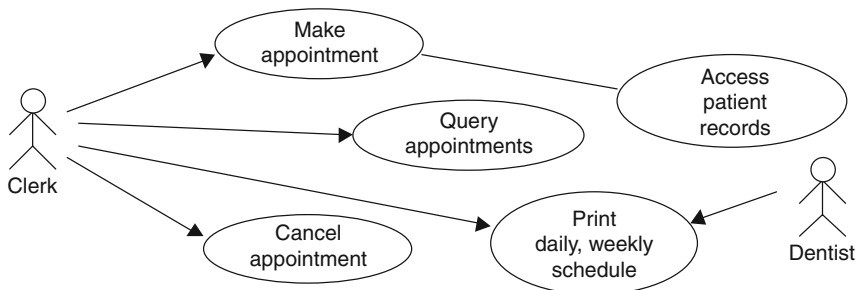 Make
appointment
Access
patient
records
Query
appointments
Clerk
Cancel
appointment
Print
daily, weekly
schedule
Dentist